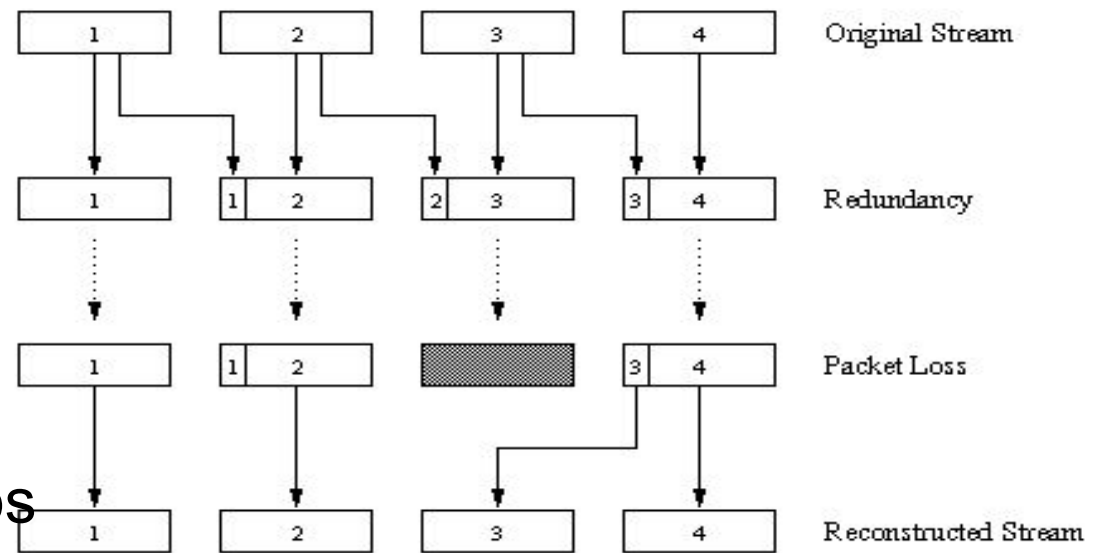 1 2 3 4 Original Stream
1 1 2 2 3 3 4 Redundancy
1 1 2 3 4 Packet Loss
os
1 2 3 4 Reconstructed Stream